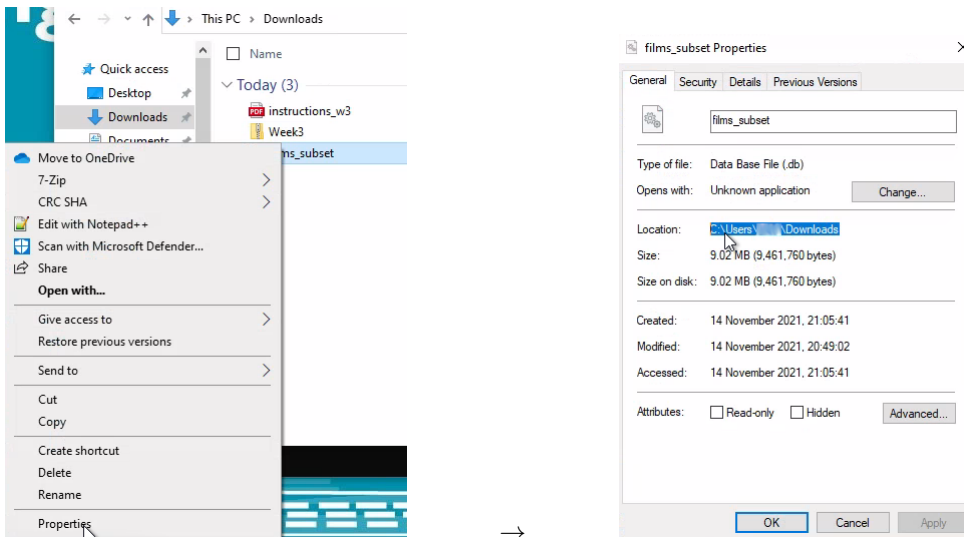 This PC > Downloads
Name
Quick access
Today (3)
Desktop
instructions_w3
Downloads
Week3
Documents
ms_subset
Move to OneDrive
7-Zip
CRC SHA
Edit with Notepad++
Scan with Microsoft Defender...
Share
Open with...
Give access to
Restore previous versions
Send to
Cut
Copy
Create shortcut
Delete
Rename
Properties
→
films_subset Properties
General Security Details Previous Versions
films_subset
Type of file: Data Base File (.db)
Opens with: Unknown application Change...
Location: C:\Users\ \Downloads
Size: 9.02 MB (9,461,760 bytes)
Size on disk: 9.02 MB (9,461,760 bytes)
Created: 14 November 2021, 21:05:41
Modified: 14 November 2021, 20:49:02
Accessed: 14 November 2021, 21:05:41
Attributes: Read-only Hidden Advanced...
OK Cancel Apply